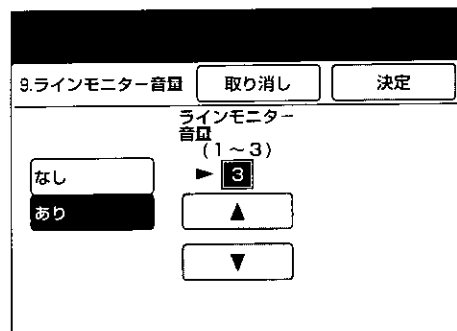 9.ラインモニター音量 取り消し 決定
ラインモニター
音量
(1~3)
なし ► 3
あり ▲
▼